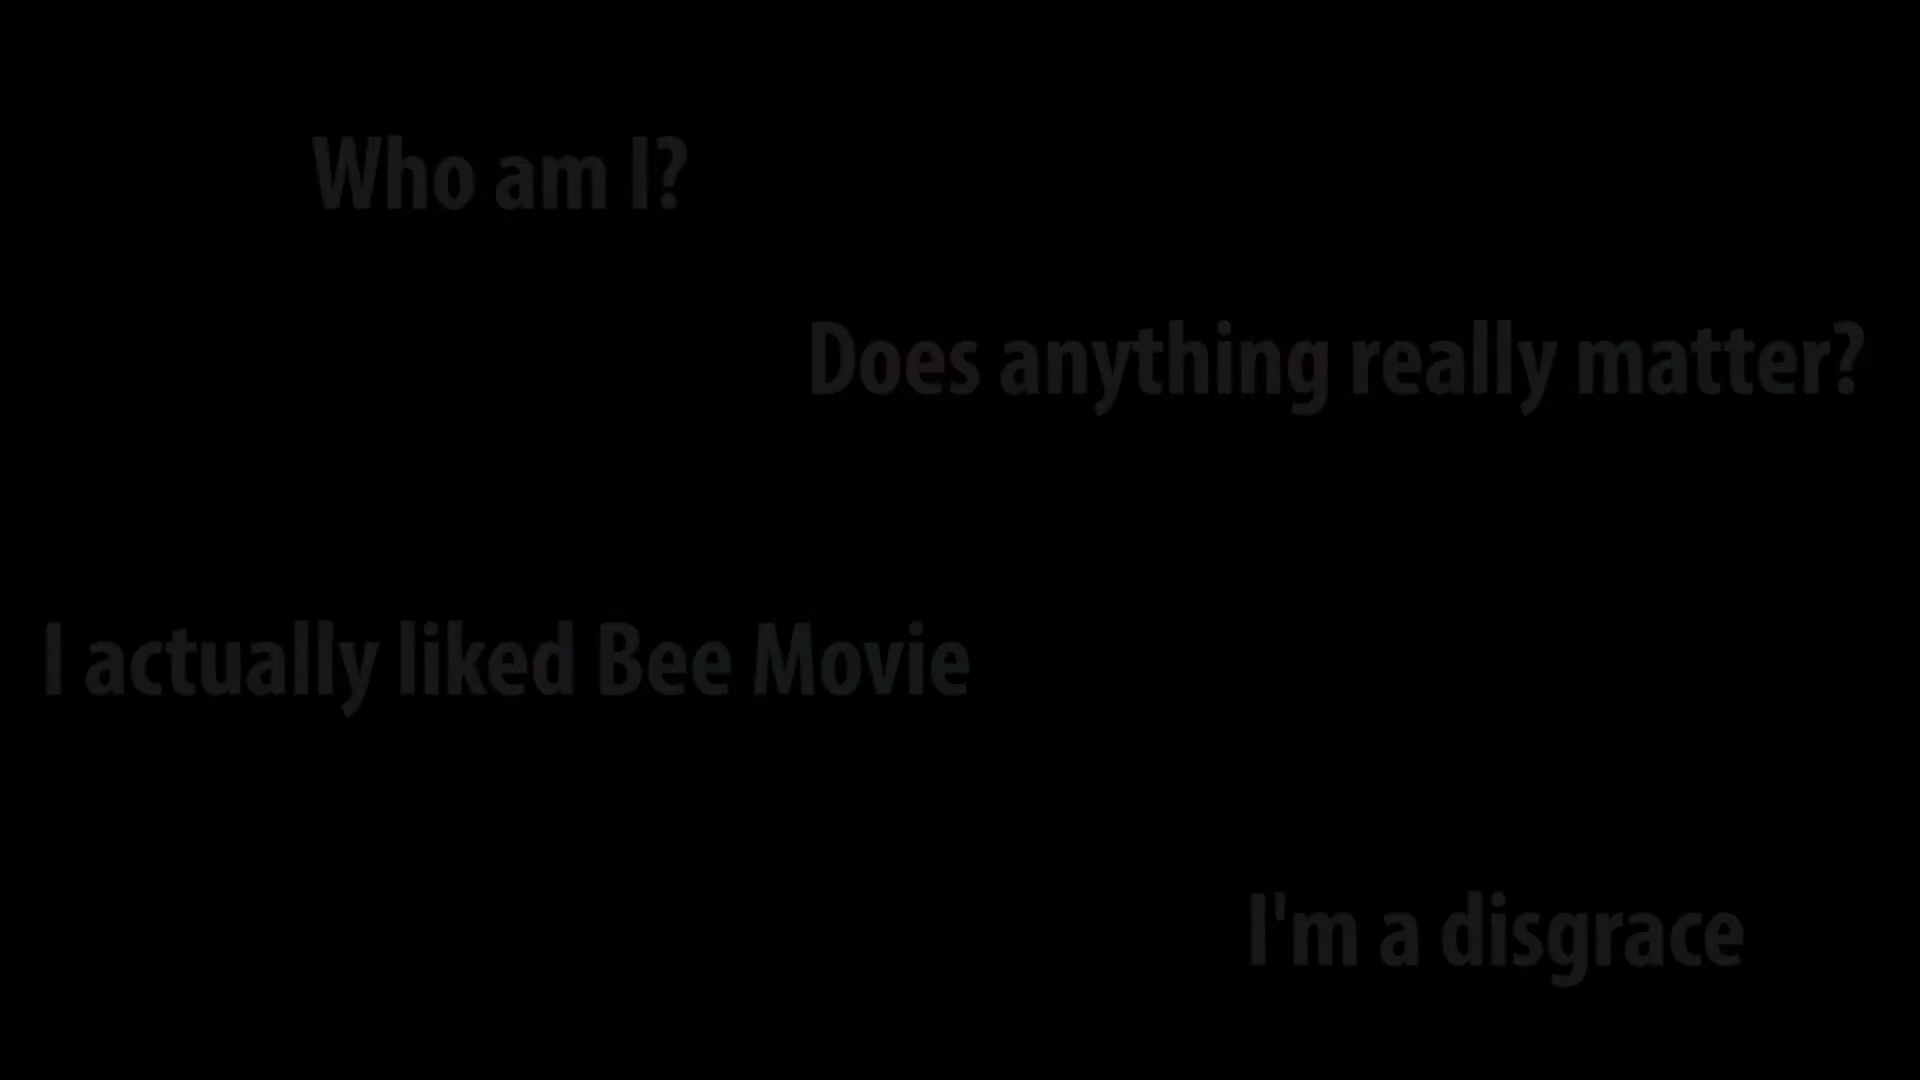 Who am I?
Does anything really matter?
I actually liked Bee Movie
I'm a disgrace